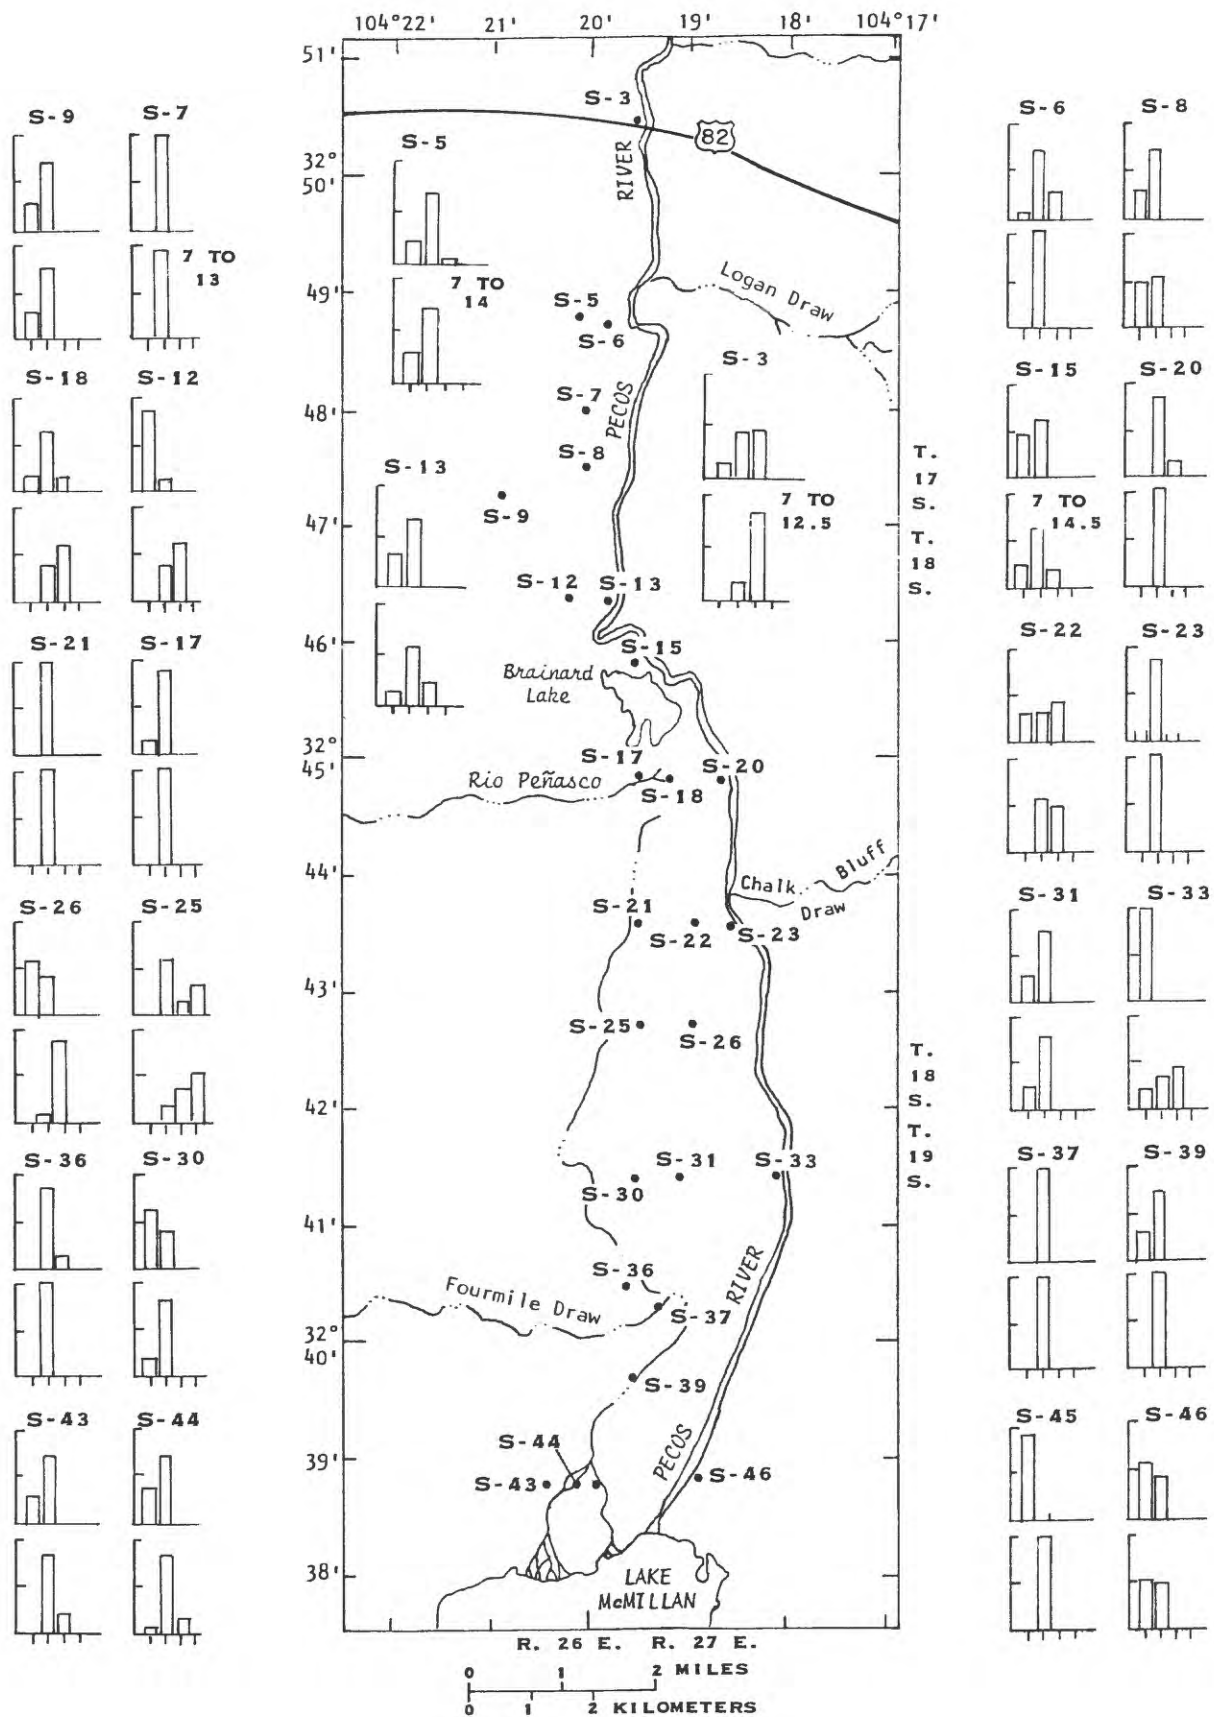 104°22' 21' 20' 19' 18' 104°17'
51'
S-3
82
S-9 S-7
S-5
S-6 S-8
32°
50'
RIVER
7 TO
13
7 TO
14
49'
S-5
S-6
Logan Draw
S-18 S-12
S-7
PECOS
S-3
S-15 S-20
48'
S-8
S-13
S-9
47'
7 TO
12.5
T.
17
S.
T.
18
S.
7 TO
14.5
S-12 S-13
46'
S-15
Brainard
Lake
S-21 S-17
S-22 S-23
32°
45'
S-17
S-20
Rio Peñasco
S-18
44'
Chalk Bluff
Draw
S-26 S-25
S-21
S-22
S-23
S-31 S-33
43'
S-25
S-26
T.
18
S.
T.
19
S.
42'
S-36 S-30
S-31
S-33
S-30
S-37 S-39
41'
RIVER
S-36
Fourmile Draw
S-37
32°
40'
S-39
S-43 S-44
S-45 S-46
S-44
PECOS
39'
S-43
S-46
38'
LAKE
McMILLAN
R. 26 E. R. 27 E.
0 1 2 MILES
0 1 2 KILOMETERS